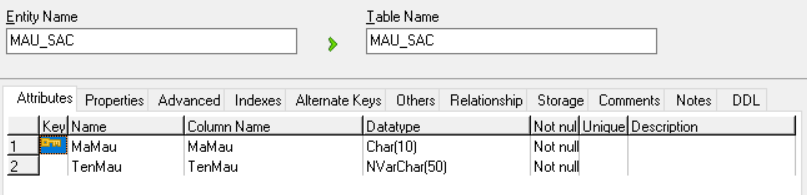 Entity Name Table Name
MAU_SAC MAU_SAC
Attributes Properties Advanced Indexes Alternate Keys Others Relationship Storage Comments Notes DDL
Key Name Column Name Datatype Not nul Unique Description
1 MaMau MaMau Char(10) Not null
2 TenMau TenMau NVarChar(50) Not null